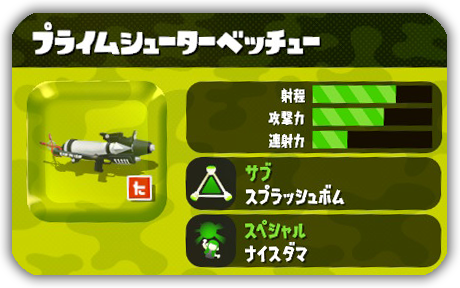 プライムシューターベッチュー
射程
攻撃力
連射力
た
サブ
スプラッシュボム
スペシャル
ナイスダマ